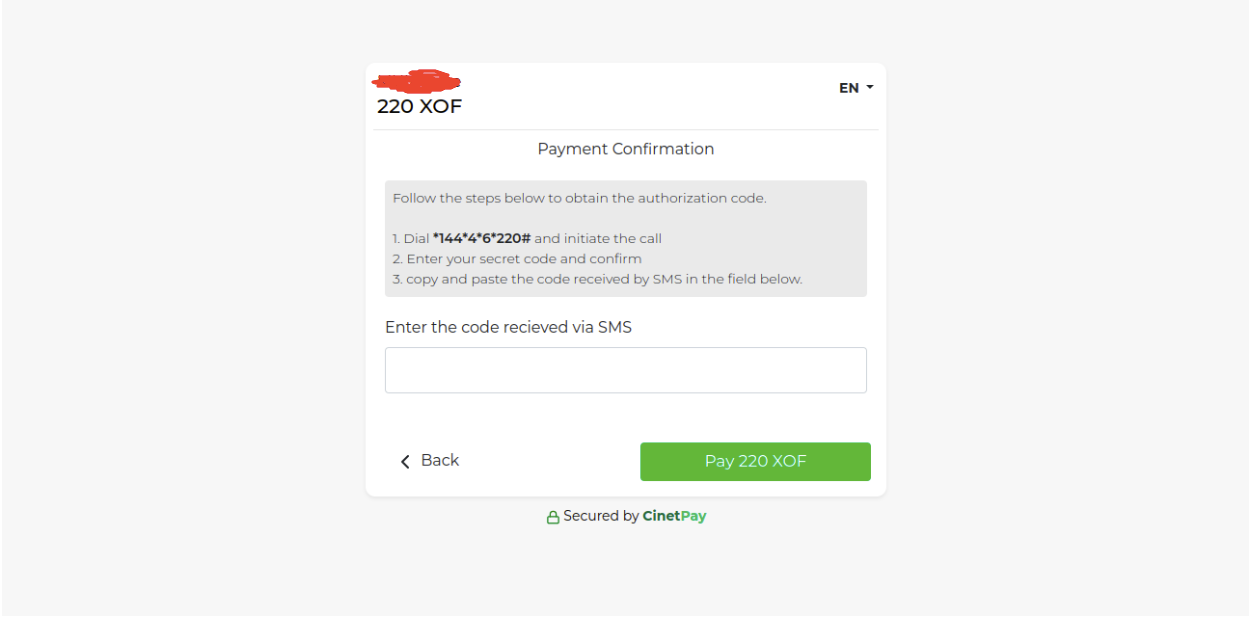 220 XOF
EN
Payment Confirmation
Follow the steps below to obtain the authorization code.
1. Dial *144*4*6*220# and initiate the call
2. Enter your secret code and confirm
3. copy and paste the code received by SMS in the field below.
Enter the code recieved via SMS
Back
Pay 220 XOF
Secured by CinetPay